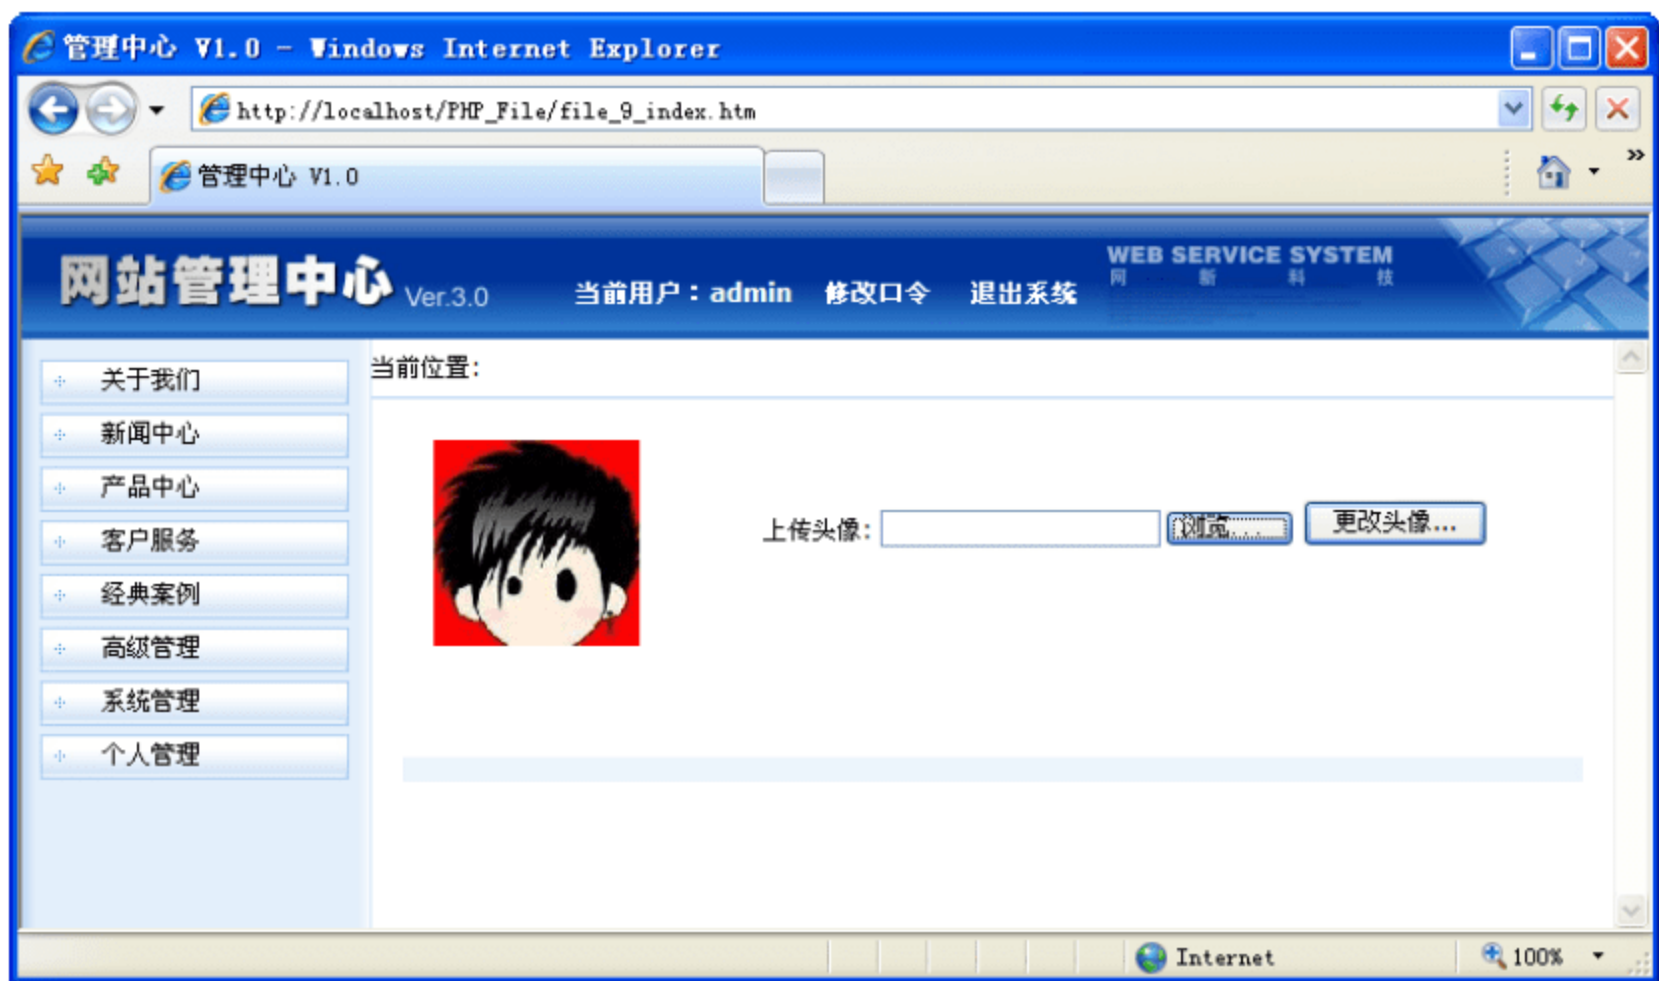 管理中心 V1.0 - Windows Internet Explorer
http://localhost/PHP_File/file_9_index.htm
管理中心 V1.0
网站管理中心 Ver.3.0
当前用户：admin 修改口令 退出系统
WEB SERVICE SYSTEM
网 新 科 技
关于我们
新闻中心
产品中心
客户服务
经典案例
高级管理
系统管理
个人管理
当前位置：
上传头像： 浏览... 更改头像...
Internet
100%